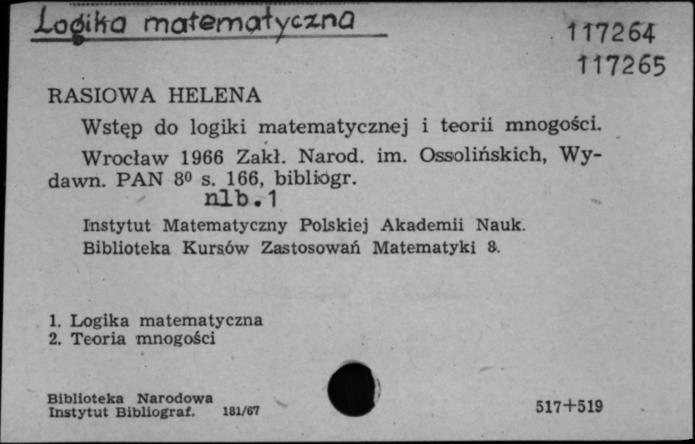 Logika matematyczna
117264
117265
RASIOWA HELENA
Wstęp do logiki matematycznej i teorii mnogości.
Wrocław 1966 Zakł. Narod. im. Ossolińskich, Wy-
dawn. PAN 8⁰ s. 166, bibliogr.
nlb.1
Instytut Matematyczny Polskiej Akademii Nauk.
Biblioteka Kursów Zastosowań Matematyki 8.
1. Logika matematyczna
2. Teoria mnogości
Biblioteka Narodowa
Instytut Bibliograf. 181/67
517+519